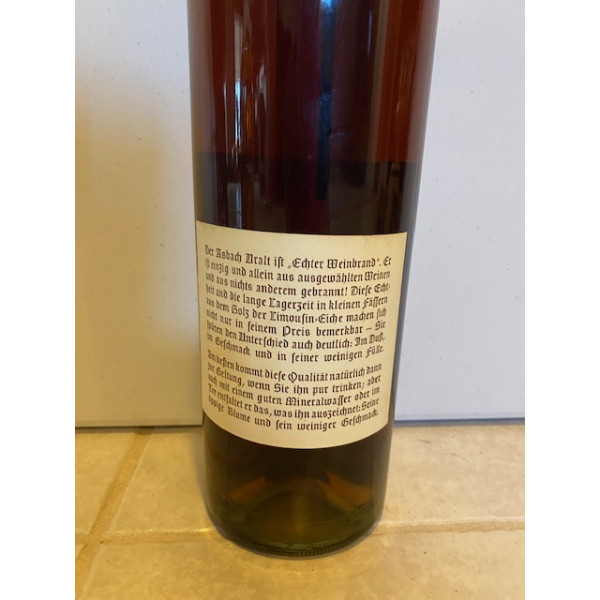 Der Asbach Uralt iſt „Echter Weinbrand“. Er
iſt einzig und allein aus ausgewählten Weinen
und aus nichts anderem gebrannt! Dieſe Echt-
heit und die lange Lagerzeit in kleinen Fäſſern
aus dem Holz der Limouſin-Eiche machen ſich
nicht nur in ſeinem Preis bemerkbar – Sie
ſpüren den Unterſchied auch deutlich: Im Duft,
im Geſchmack und in ſeiner weinigen Fülle.
Am beſten kommt dieſe Qualität natürlich dann
zur Geltung, wenn Sie ihn pur trinken; aber
auch mit einem guten Mineralwaſſer oder im
Tee entfaltet er das, was ihn auszeichnet: Seine
üppige Blume und ſein weiniger Geſchmack.